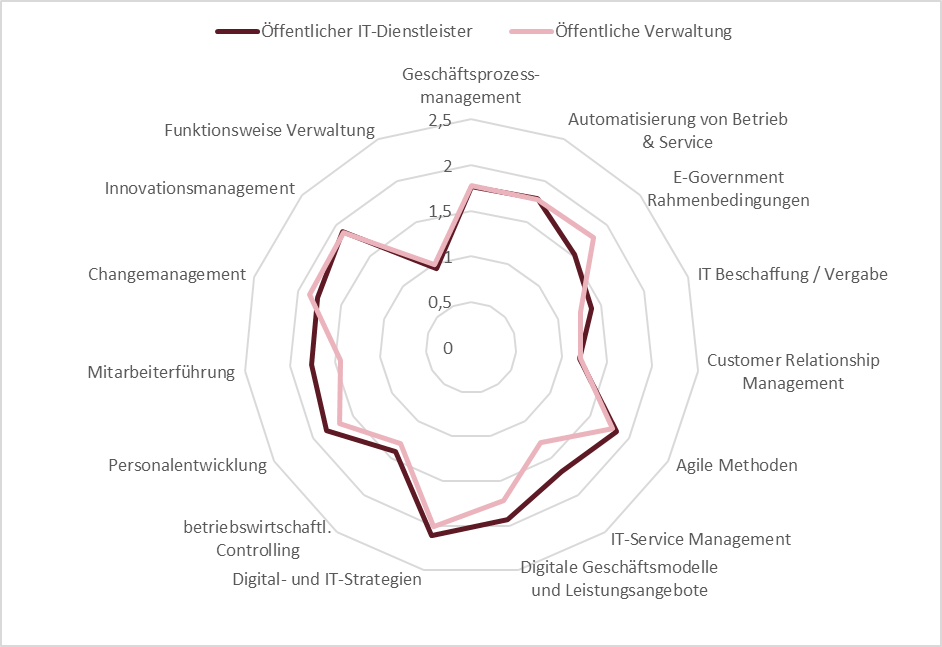 Öffentlicher IT-Dienstleister
Öffentliche Verwaltung
Geschäftsprozess-
management
Automatisierung von Betrieb
& Service
E-Government
Rahmenbedingungen
IT Beschaffung / Vergabe
Customer Relationship
Management
Agile Methoden
IT-Service Management
Digitale Geschäftsmodelle
und Leistungsangebote
Digital- und IT-Strategien
betriebswirtschaftl.
Controlling
Personalentwicklung
Mitarbeiterführung
Changemanagement
Innovationsmanagement
Funktionsweise Verwaltung
2,5
2
1,5
1
0,5
0